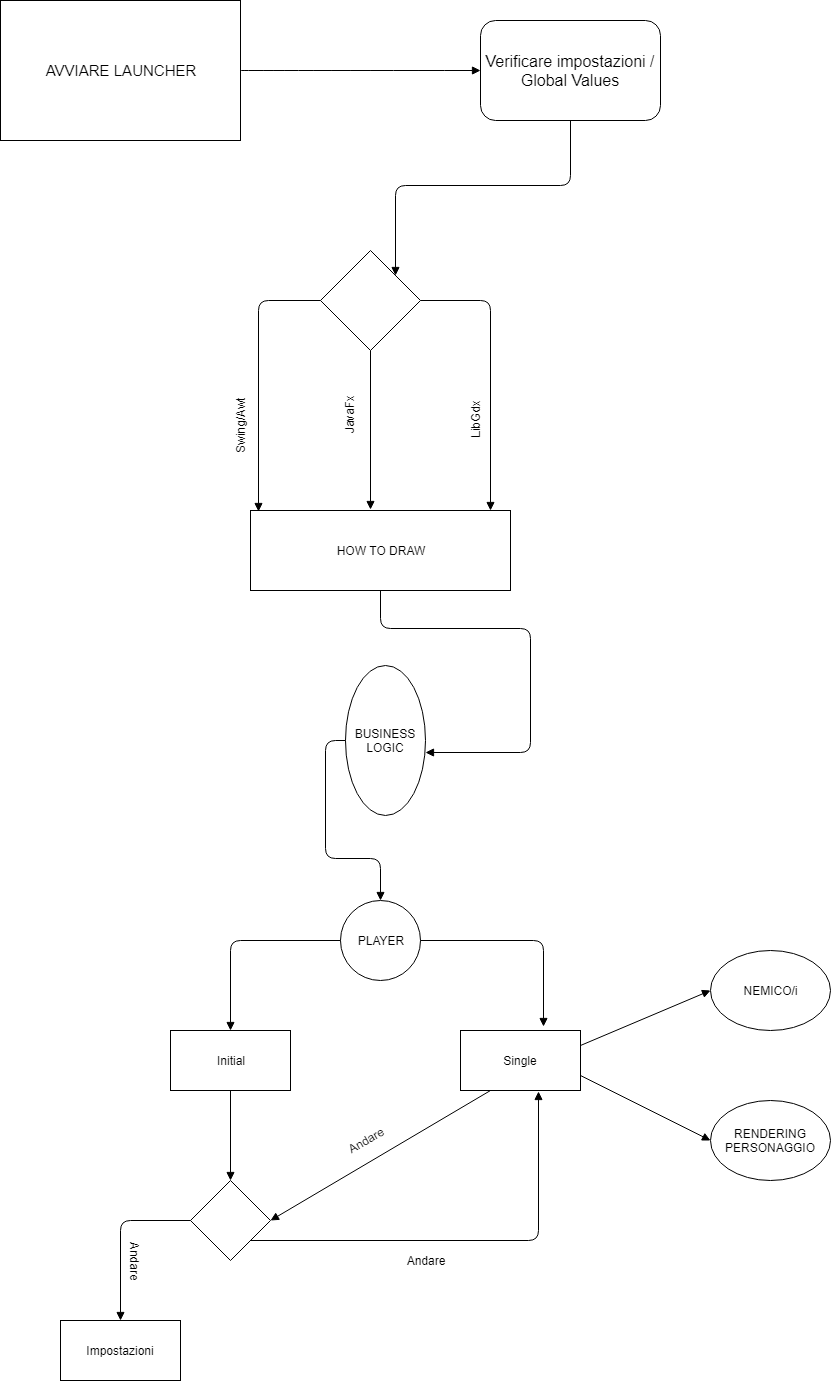 AVVIARE LAUNCHER
Verificare impostazioni /
Global Values
Swing/Awt
JavaFx
LibGdx
HOW TO DRAW
BUSINESS
LOGIC
PLAYER
NEMICO/i
Initial
Single
RENDERING
PERSONAGGIO
Andare
Andare
Andare
Impostazioni